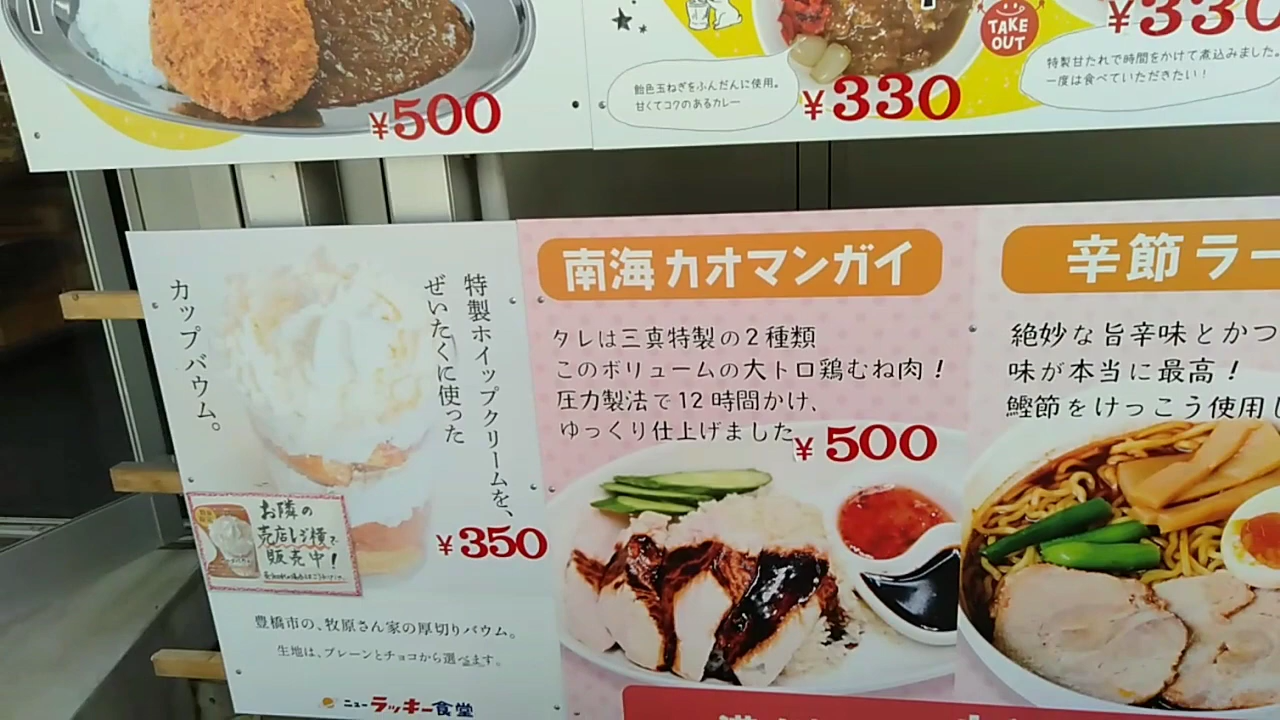 ¥500
飴色玉ねぎをふんだんに使用。
甘くてコクのあるカレー
¥330
TAKE
OUT
¥330
特製甘たれで時間をかけて煮込みました。
一度は食べていただきたい！
特製ホイップクリームを、
ぜいたくに使った
カップバウム。
お隣の
売店レジ横で
販売中！
¥350
豊橋市の、牧原さん家の厚切りバウム。
生地は、プレーンとチョコから選べます。
ニューラッキー食堂
南海カオマンガイ
タレは三真特製の2種類
このボリュームの大トロ鶏むね肉！
圧力製法で12時間かけ、
ゆっくり仕上げました
¥500
辛節ラー
絶妙な旨辛味とかつ
味が本当に最高！
鰹節をけっこう使用し